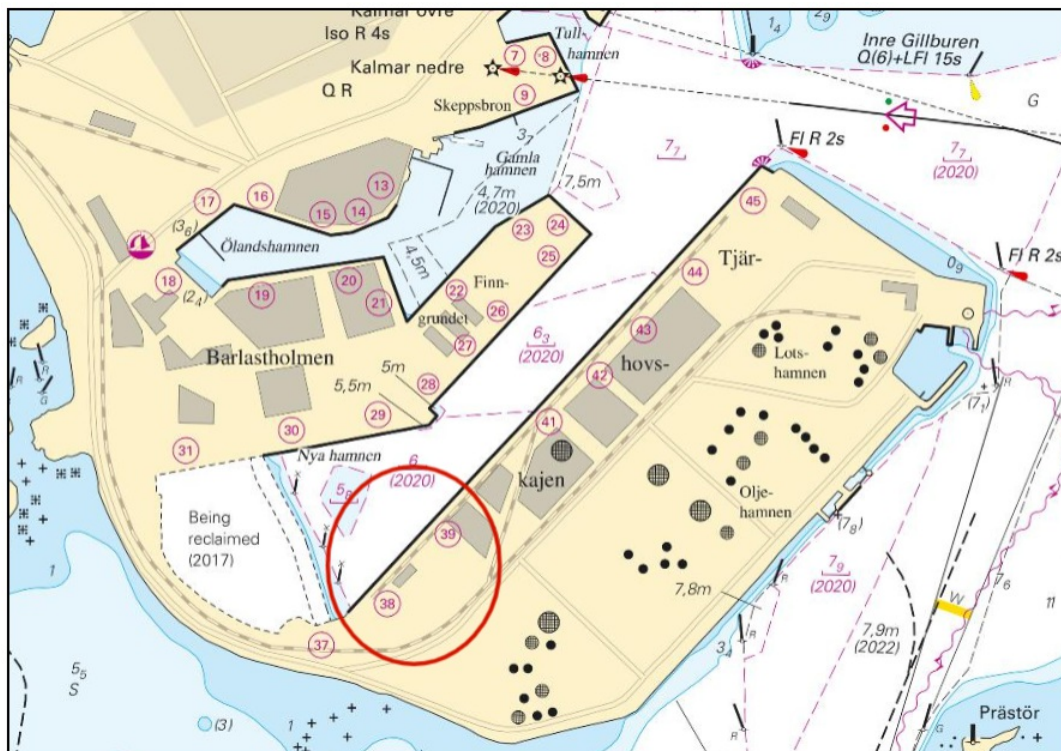 Kalmar övre
Iso R 4s
Kalmar nedre
Q R
Tull-
hamnen
7
8
9
Skeppsbron
3₇
Gamla
hamnen
4,7m
(2020)
7,5m
7₇
1₄
2₉
Inre Gillburen
Q(6)+LFl 15s
G
Fl R 2s
7₇
(2020)
17
16
15
14
13
(3₆)
Ölandshamnen
4,5m
18
(2₄)
19
20
21
22
23
24
25
26
27
28
Finn-
grundet
Barlastholmen
5m
5,5m
29
30
31
Nya hamnen
6
(2020)
5₈
6₃
(2020)
45
44
43
42
41
39
38
37
Tjär-
hovs-
kajen
0₉
Fl R 2s
Lots-
hamnen
Olje-
hamnen
R
(7₁)
(7₈)
7₉
(2020)
7,8m
R
3₄
R
R
7,9m
(2022)
W
7₆
11
G
Prästör
Being
reclaimed
(2017)
R
R
G
1
5₅
S
(3)
1